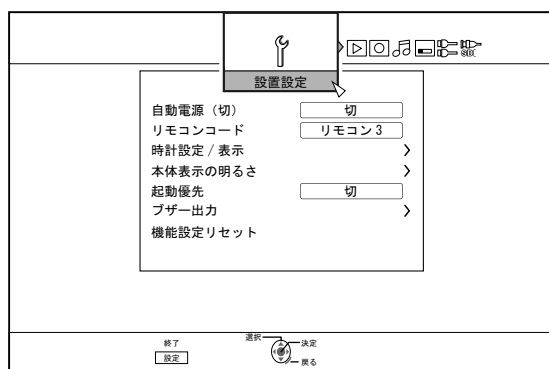 設置設定
自動電源（切） 切
リモコンコード リモコン3
時計設定 / 表示
本体表示の明るさ
起動優先 切
ブザー出力
機能設定リセット
終了 選択 決定
設定 戻る